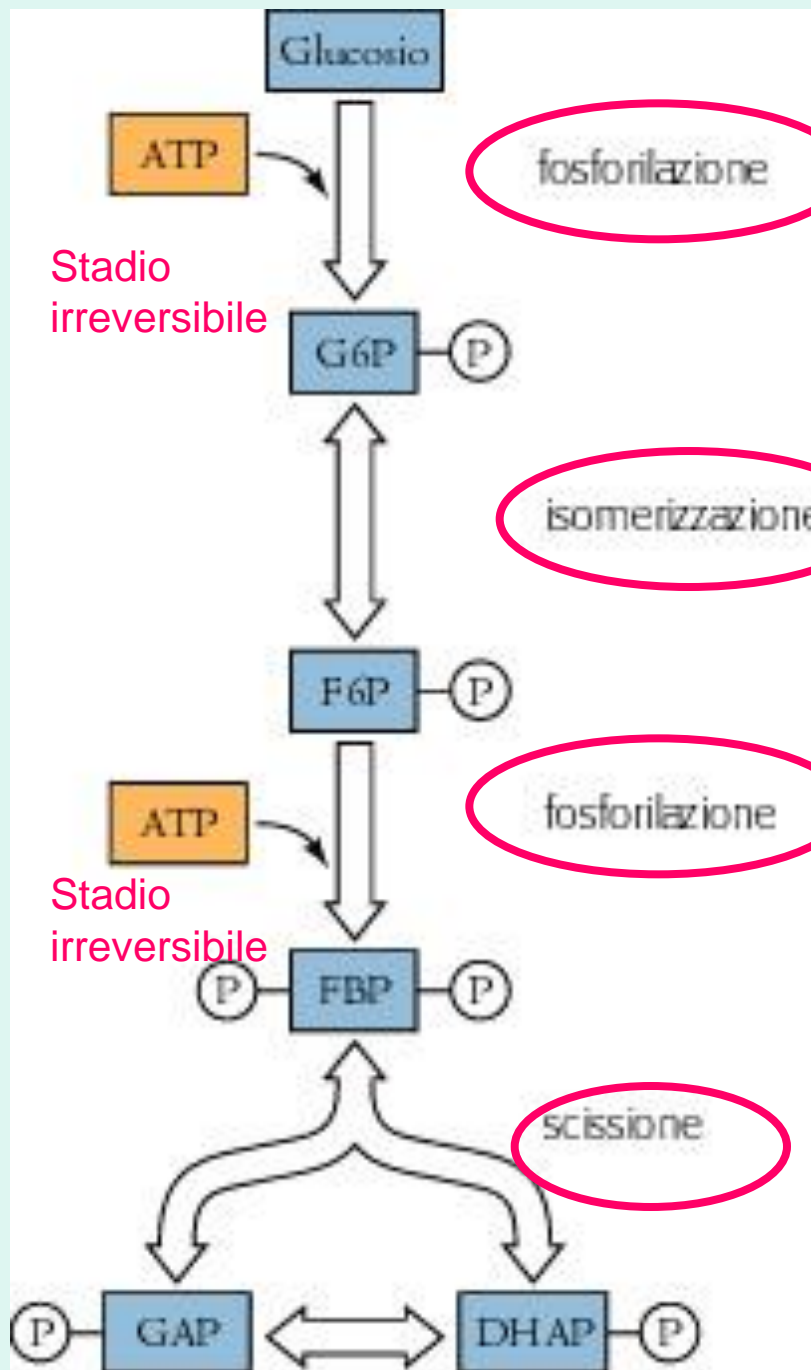 Glucosio
ATP
fosforilazione
Stadio
irreversibile
G6P
P
isomerizzazione
F6P
P
ATP
fosforilazione
Stadio
irreversibile
P
FBP
P
scissione
P
GAP
DHAP
P